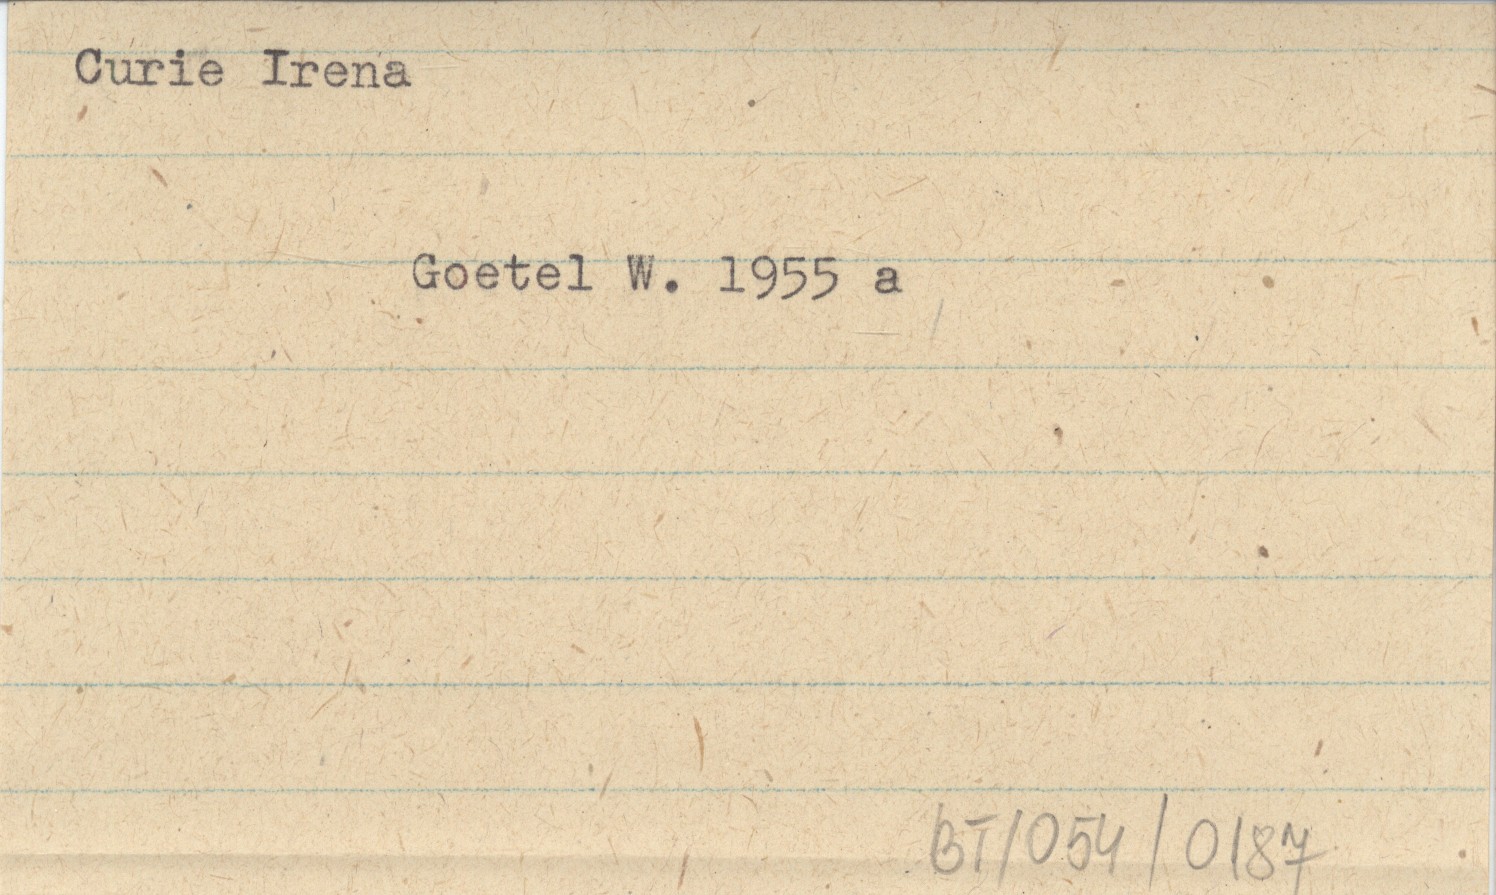 Curie Irena
Goetel W. 1955 a
BT/054/0187